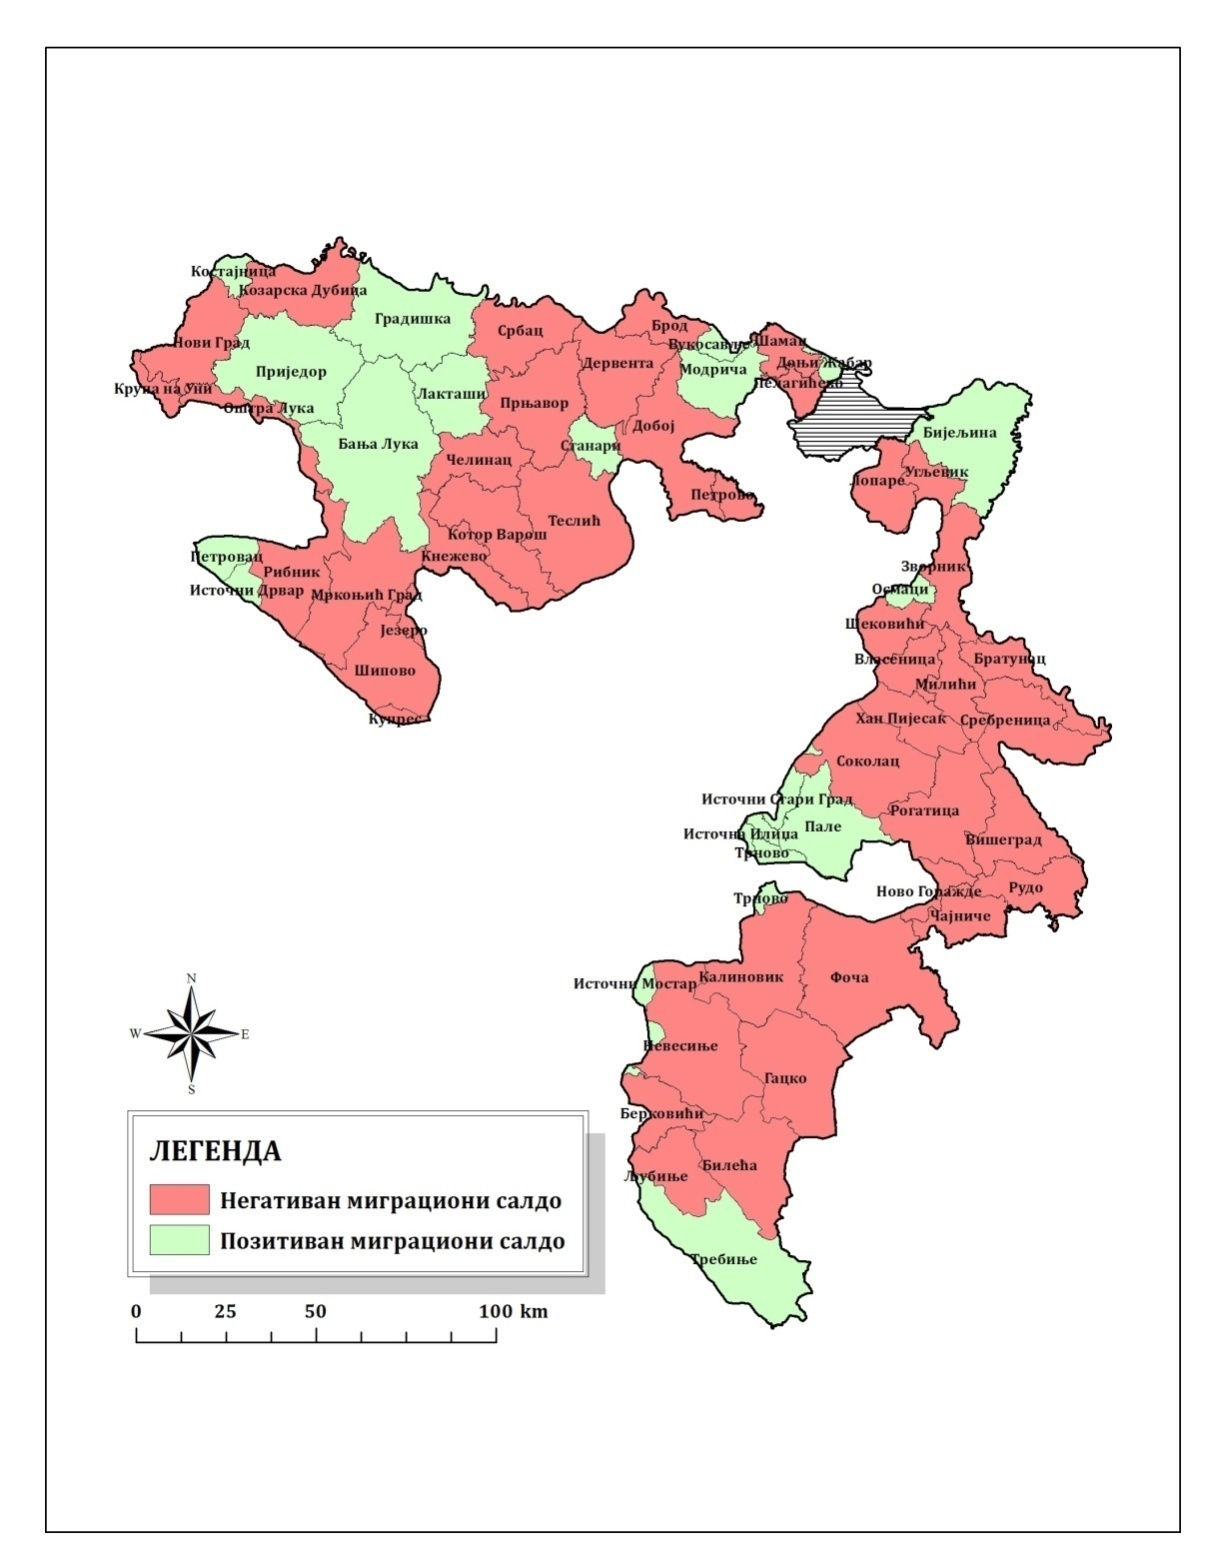 Костајница
Козарска Дубица
Градишка
Србац
Брод
Нови Град
Вукосавље
Шамац
Дервента
Доњи Жабар
Приједор
Модрича
Пелагићево
Крупа на Уни
Лакташи
Прњавор
Оштра Лука
Добој
Бијељина
Бања Лука
Станари
Челинац
Угљевик
Лопаре
Петрово
Теслић
Котор Варош
Петровац
Кнежево
Зворник
Рибник
Источни Дрвар
Мркоњић Град
Осмаци
Шековићи
Језеро
Власеница
Братунац
Шипово
Милићи
Купрес
Хан Пијесак
Сребреница
Соколац
Источни Стари Град
Рогатица
Пале
Источна Илиџа
Вишеград
Трново
Ново Горажде
Рудо
Трново
Чајниче
Источни Мостар
Калиновик
Фоча
Невесиње
Гацко
Берковићи
Билећа
Љубиње
Требиње
N
W
E
S
ЛЕГЕНДА
Негативан миграциони салдо
Позитиван миграциони салдо
0 25 50 100 km